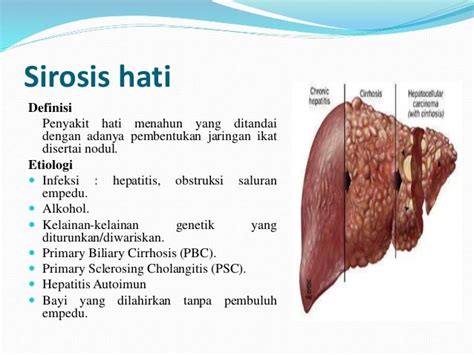 Sirosis hati
Definisi
Penyakit hati menahun yang ditandai
dengan adanya pembentukan jaringan ikat
disertai nodul.
Etiologi
Infeksi : hepatitis, obstruksi saluran
empedu.
Alkohol.
Kelainan-kelainan genetik yang
diturunkan/diwariskan.
Primary Biliary Cirrhosis (PBC).
Primary Sclerosing Cholangitis (PSC).
Hepatitis Autoimun
Bayi yang dilahirkan tanpa pembuluh
empedu.
Chronic
hepatitis
Cirrhosis
Hepatocellular
carcinoma
(with cirrhosis)